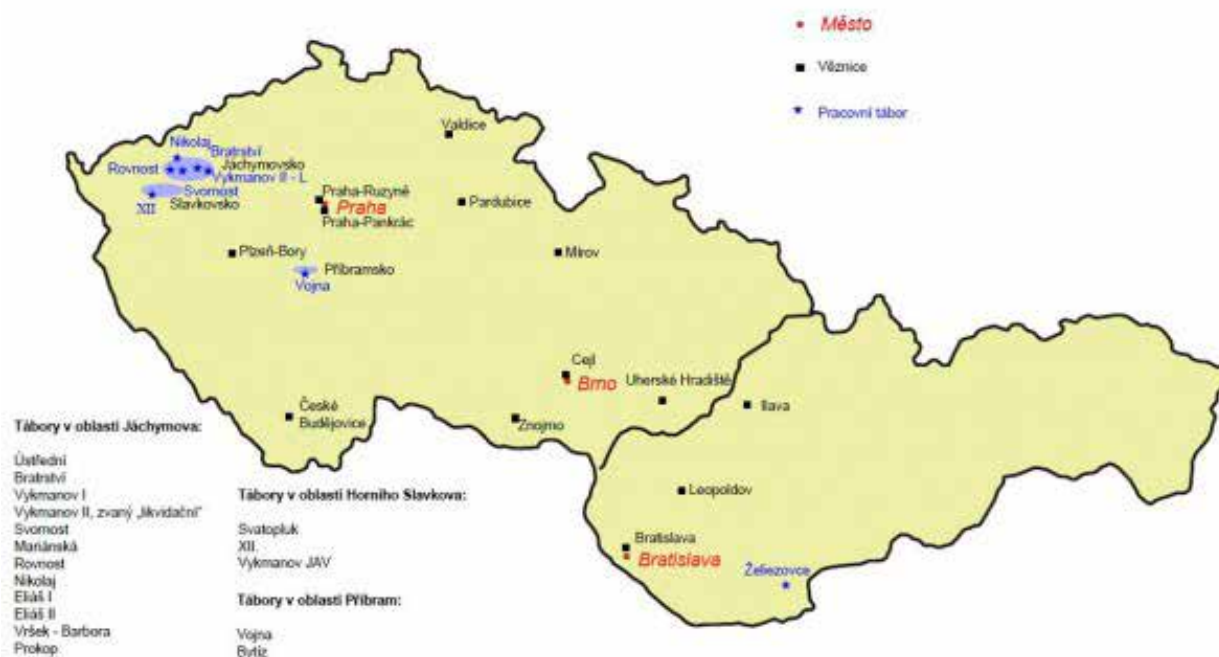 Město
Věznice
Pracovní tábor
Valdice
Nikolaj
Bratrství
Rovnost
Jáchymovsko
Vykmanov II - L
Svornost
XII
Slavkovsko
Praha-Ruzyně
Praha
Praha-Pankrác
Pardubice
Plzeň-Bory
Mírov
Příbramsko
Vojna
Cejl
Brno
Uherské Hradiště
Ilava
České
Budějovice
Znojmo
Leopoldov
Bratislava
Bratislava
Želiezovce
Tábory v oblasti Jáchymova:
Ústřední
Bratrství
Vykmanov I
Vykmanov II, zvaný „likvidační“
Svornost
Mariánská
Rovnost
Nikolaj
Eliáš I
Eliáš II
Vršek - Barbora
Prokop
Tábory v oblasti Horního Slavkova:
Svatopluk
XII.
Vykmanov JAV
Tábory v oblasti Příbram:
Vojna
Bytíz